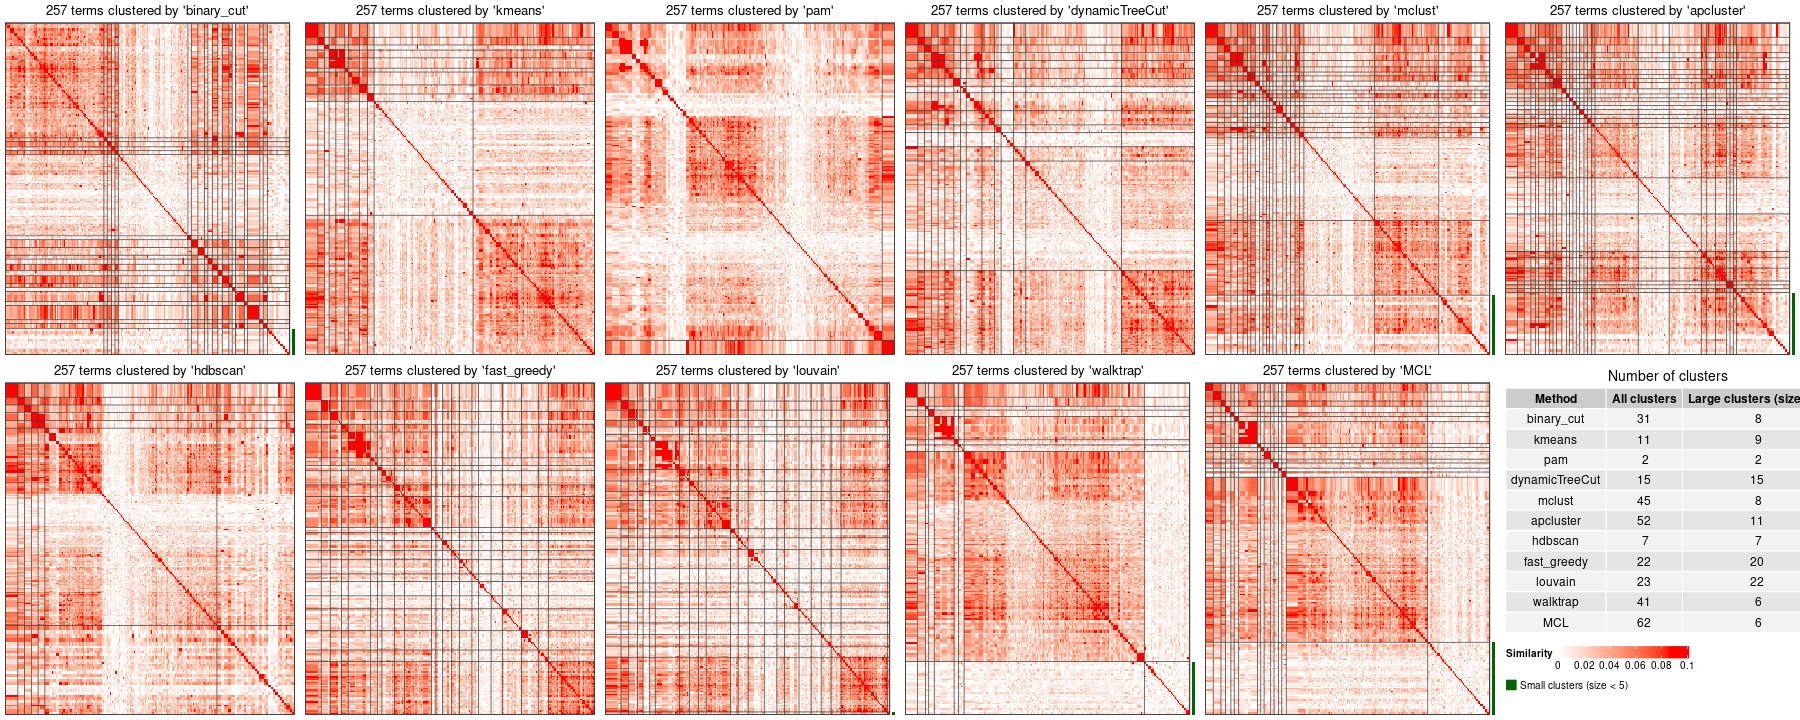 257 terms clustered by 'binary_cut'
257 terms clustered by 'kmeans'
257 terms clustered by 'pam'
257 terms clustered by 'dynamicTreeCut'
257 terms clustered by 'mclust'
257 terms clustered by 'apcluster'
257 terms clustered by 'hdbscan'
257 terms clustered by 'fast_greedy'
257 terms clustered by 'louvain'
257 terms clustered by 'walktrap'
257 terms clustered by 'MCL'
Number of clusters
Method All clusters Large clusters (size
binary_cut 31 8
kmeans 11 9
pam 2 2
dynamicTreeCut 15 15
mclust 45 8
apcluster 52 11
hdbscan 7 7
fast_greedy 22 20
louvain 23 22
walktrap 41 6
MCL 62 6
Similarity
0 0.02 0.04 0.06 0.08 0.1
Small clusters (size < 5)